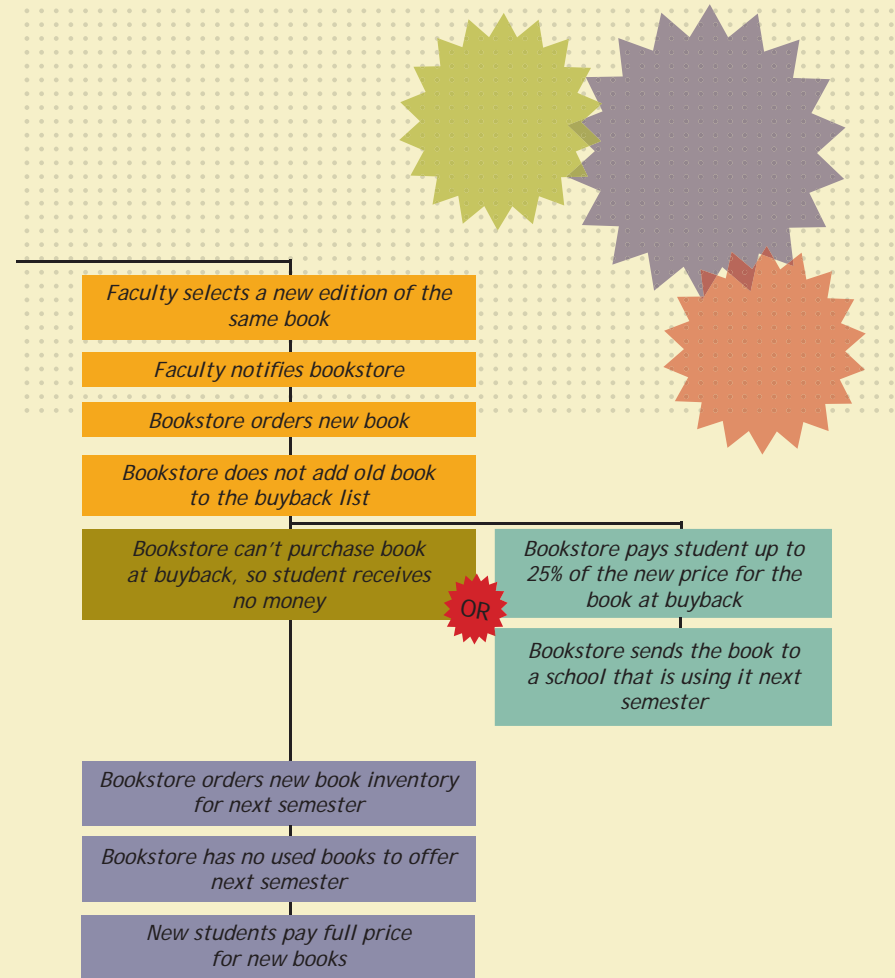 Faculty selects a new edition of the
same book
Faculty notifies bookstore
Bookstore orders new book
Bookstore does not add old book
to the buyback list
Bookstore can't purchase book
at buyback, so student receives
no money
OR
Bookstore pays student up to
25% of the new price for the
book at buyback
Bookstore sends the book to
a school that is using it next
semester
Bookstore orders new book inventory
for next semester
Bookstore has no used books to offer
next semester
New students pay full price
for new books